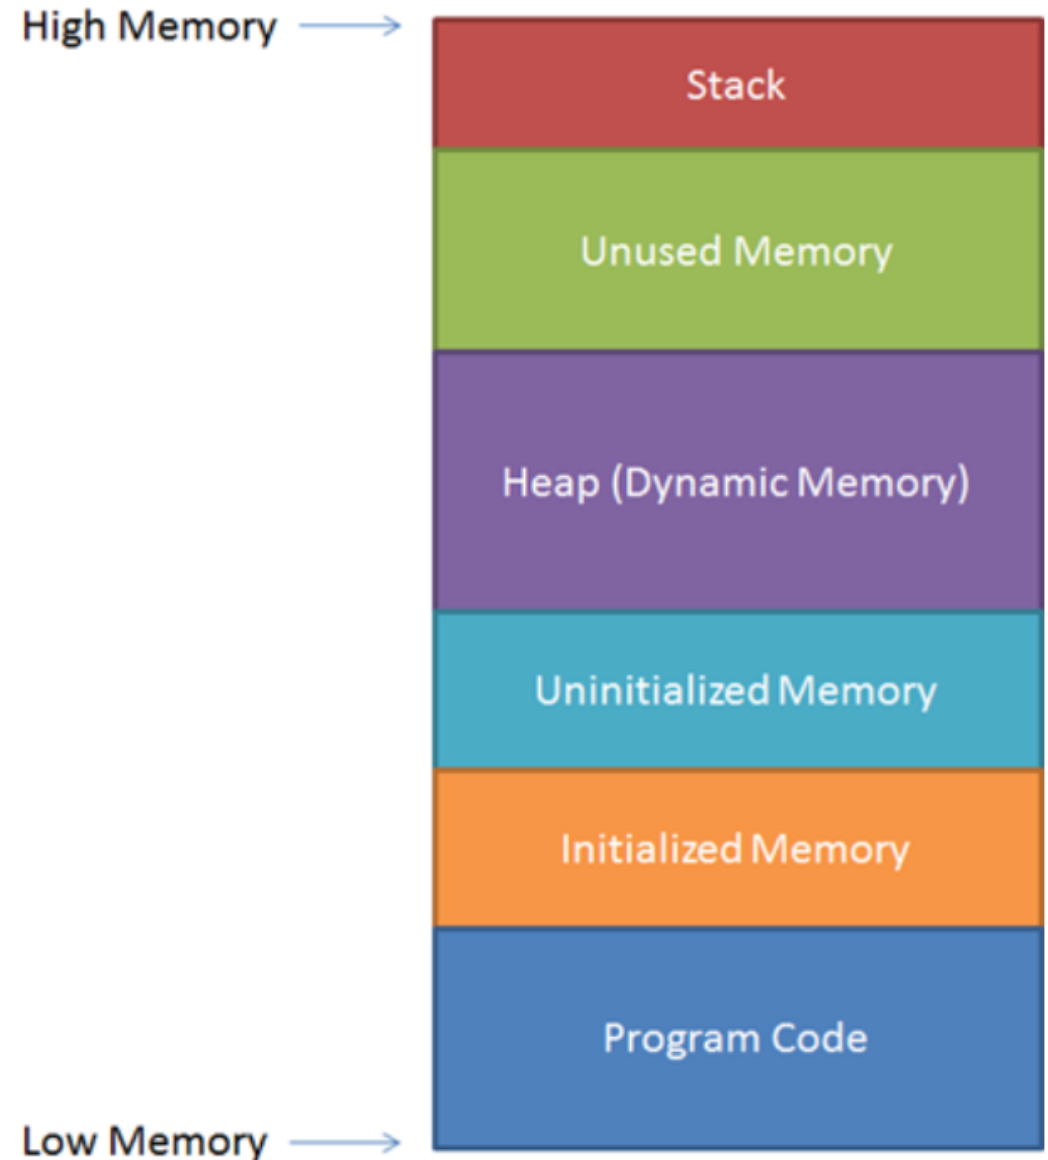 High Memory
Stack
Unused Memory
Heap (Dynamic Memory)
Uninitialized Memory
Initialized Memory
Program Code
Low Memory